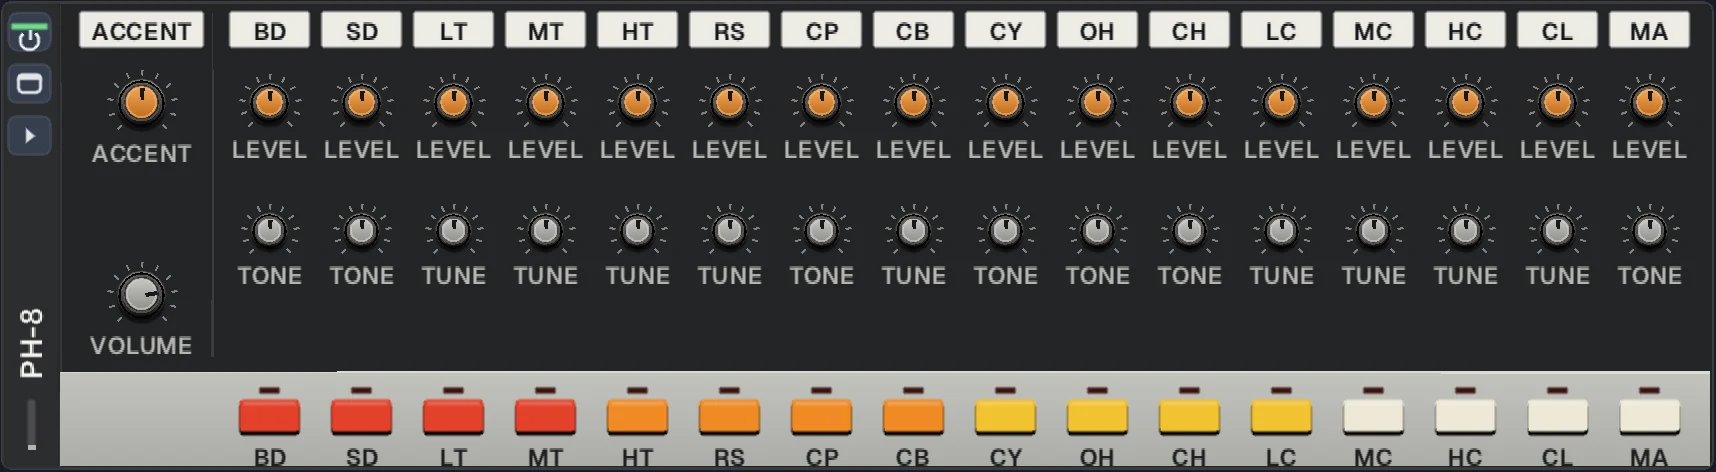 ACCENT BD SD LT MT HT RS CP CB CY OH CH LC MC HC CL MA
LEVEL LEVEL LEVEL LEVEL LEVEL LEVEL LEVEL LEVEL LEVEL LEVEL LEVEL LEVEL LEVEL LEVEL LEVEL LEVEL
ACCENT
TONE TONE TUNE TUNE TUNE TUNE TONE TUNE TONE TONE TONE TUNE TUNE TUNE TUNE TONE
VOLUME
PH-8
BD SD LT MT HT RS CP CB CY OH CH LC MC HC CL MA